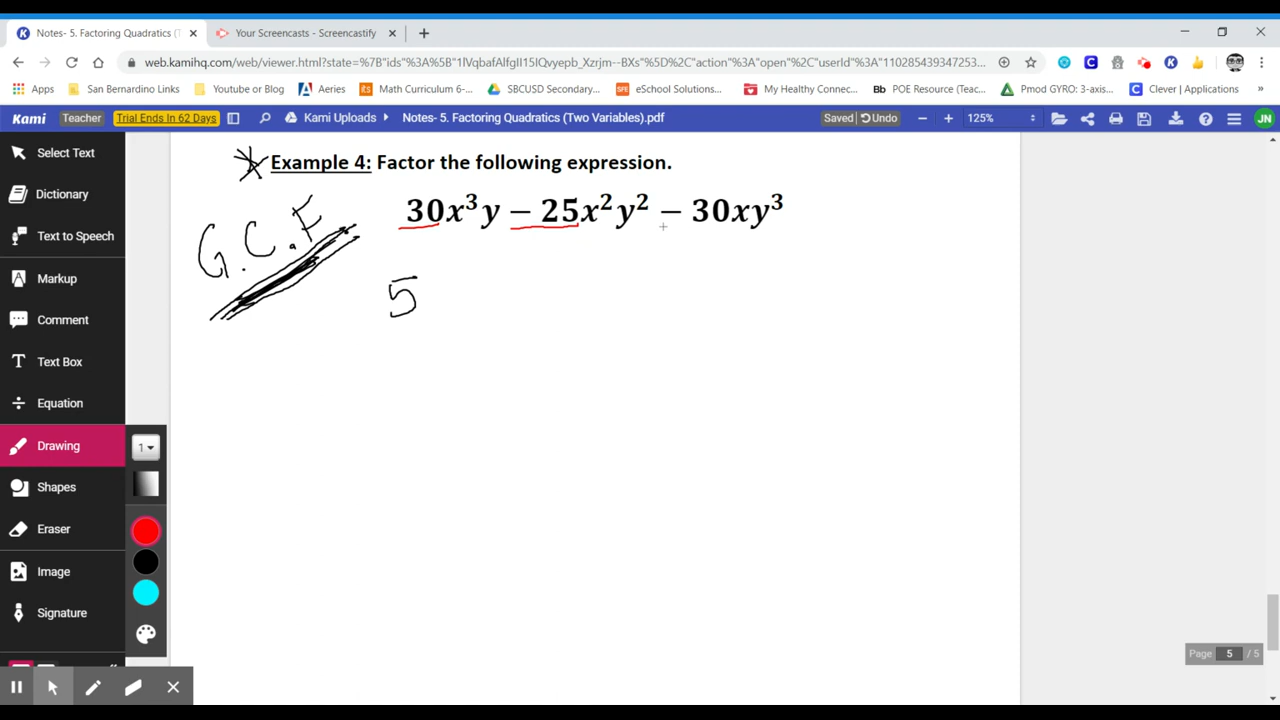 Notes- 5. Factoring Quadratics (T
Your Screencasts - Screencastify
web.kamihq.com/web/viewer.html?state=%7B"ids"%3A%5B"1lVqbafAlfgII15IQvyepb_Xzrjm--BXs"%5D%2C"action"%3A"open"%2C"userId"%3A"110285439347253...
Apps San Bernardino Links Youtube or Blog Aeries Math Curriculum 6-... SBCUSD Secondary... eSchool Solutions... My Healthy Connec... Bb POE Resource (Teac... Pmod GYRO: 3-axis... Clever | Applications »
Kami Teacher Trial Ends In 62 Days Kami Uploads Notes- 5. Factoring Quadratics (Two Variables).pdf Saved Undo 125% JN
Select Text
Dictionary
Text to Speech
Markup
Comment
Text Box
Equation
Drawing
1
Shapes
Eraser
Image
Signature
Example 4: Factor the following expression.
30x³y − 25x²y² − 30xy³
G.C.F
5
Page 5 / 5